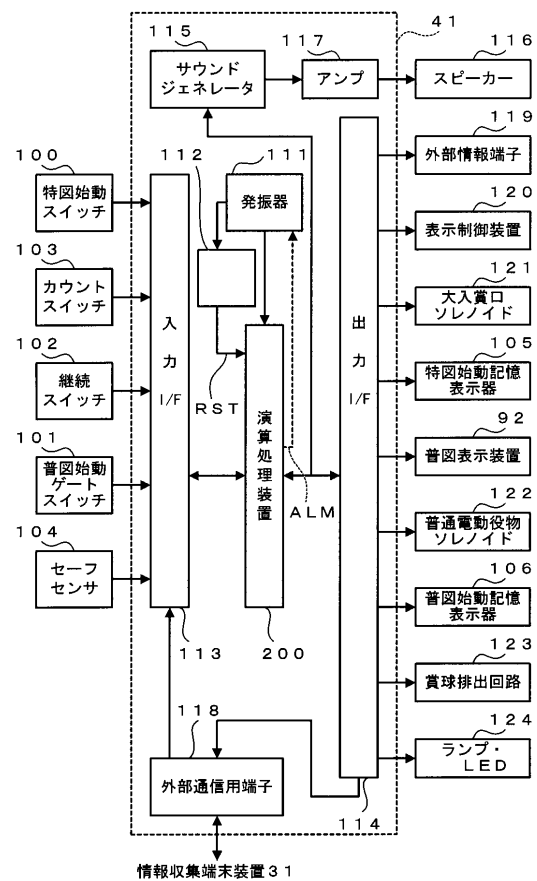 115
サウンド
ジェネレータ
117
アンプ
41
116
スピーカー
100
特図始動
スイッチ
103
カウント
スイッチ
102
継続
スイッチ
101
普図始動
ゲート
スイッチ
104
セーフ
センサ
112
111
発振器
入力 I/F
RST
演算処理装置
ALM
出力 I/F
113
200
114
118
外部通信用端子
情報収集端末装置31
119
外部情報端子
120
表示制御装置
121
大入賞口
ソレノイド
105
特図始動記憶
表示器
92
普図表示装置
122
普通電動役物
ソレノイド
106
普図始動記憶
表示器
123
賞球排出回路
124
ランプ・
LED